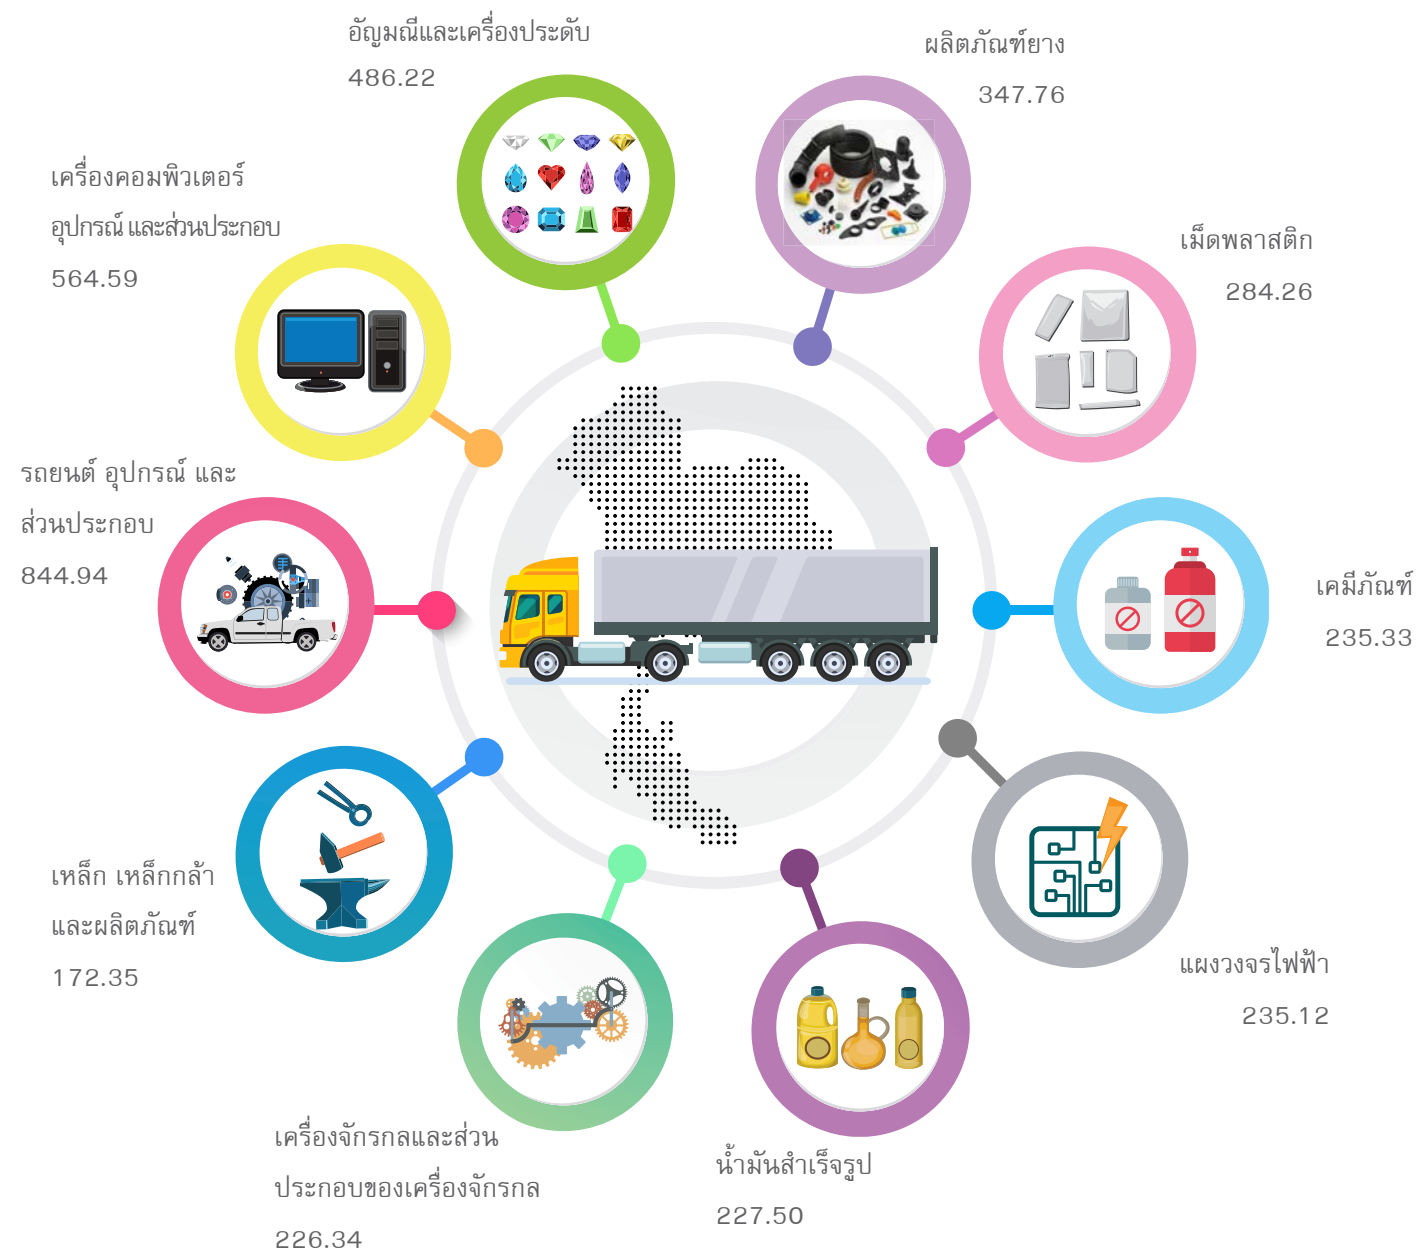 อัญมณีและเครื่องประดับ
486.22
ผลิตภัณฑ์ยาง
347.76
เครื่องคอมพิวเตอร์
อุปกรณ์ และส่วนประกอบ
564.59
เม็ดพลาสติก
284.26
รถยนต์ อุปกรณ์ และ
ส่วนประกอบ
844.94
เคมีภัณฑ์
235.33
เหล็ก เหล็กกล้า
และผลิตภัณฑ์
172.35
แผงวงจรไฟฟ้า
235.12
เครื่องจักรกลและส่วน
ประกอบของเครื่องจักรกล
226.34
น้ำมันสำเร็จรูป
227.50